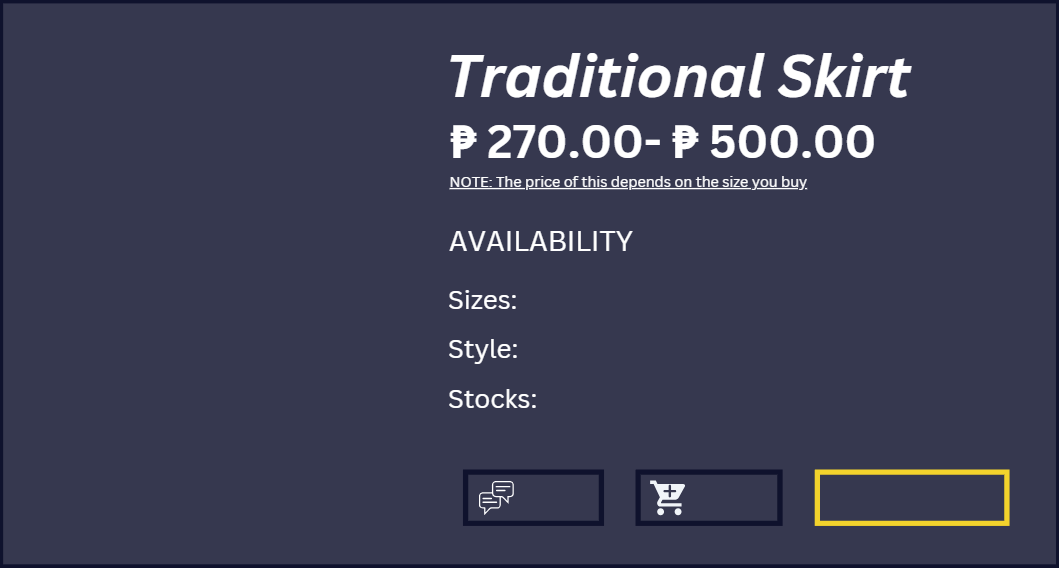 Traditional Skirt
₱ 270.00- ₱ 500.00
NOTE: The price of this depends on the size you buy
AVAILABILITY
Sizes:
Style:
Stocks: